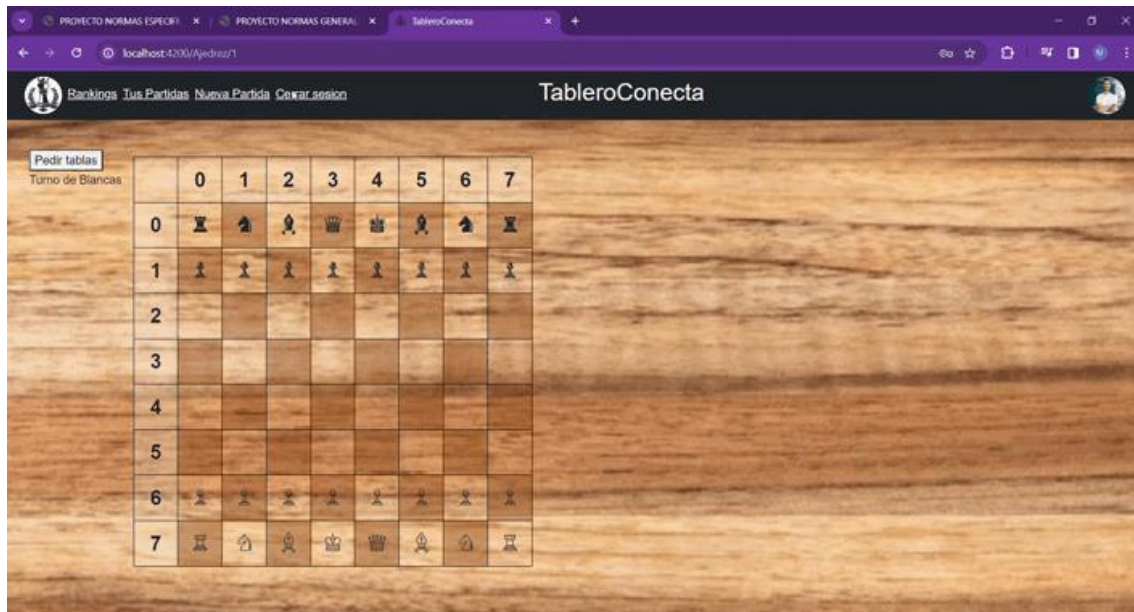 PROYECTO NORMAS ESPECIFI
PROYECTO NORMAS GENERAL
TableroConecta
localhost:4200/Ajedrez/1
Rankings Tus Partidas Nueva Partida Cerrar sesion
TableroConecta
Pedir tablas
Turno de Blancas
0 1 2 3 4 5 6 7
0
1
2
3
4
5
6
7